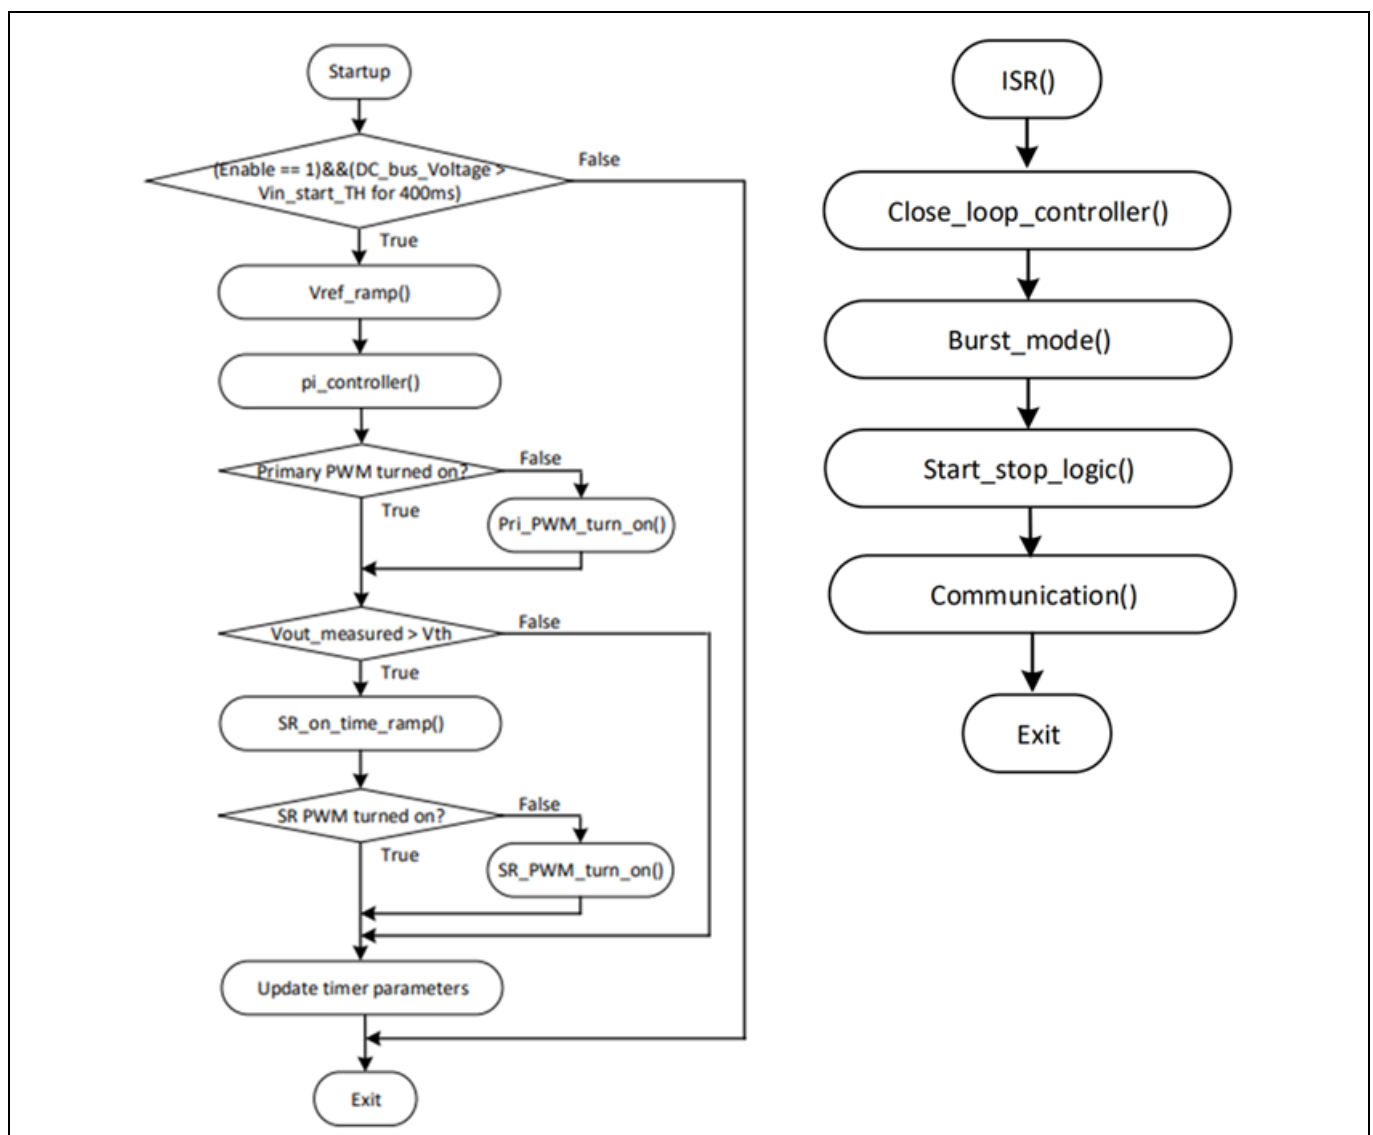 Startup
(Enable == 1)&&(DC_bus_Voltage >
Vin_start_TH for 400ms)
False
True
Vref_ramp()
pi_controller()
Primary PWM turned on?
False
True
Pri_PWM_turn_on()
Vout_measured > Vth
False
True
SR_on_time_ramp()
SR PWM turned on?
False
True
SR_PWM_turn_on()
Update timer parameters
Exit
ISR()
Close_loop_controller()
Burst_mode()
Start_stop_logic()
Communication()
Exit